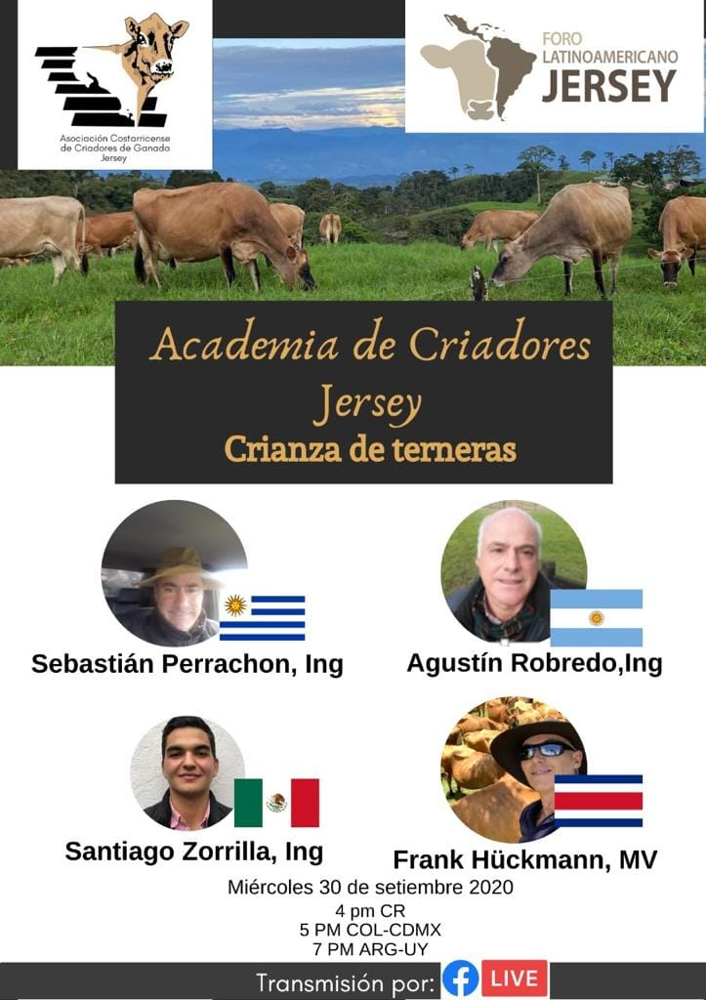 Asociación Costarricense
de Criadores de Ganado
Jersey
FORO
LATINOAMERICANO
JERSEY
Academia de Criadores
Jersey
Crianza de terneras
Sebastián Perrachon, Ing
Agustín Robredo,Ing
Santiago Zorrilla, Ing
Frank Hückmann, MV
Miércoles 30 de setiembre 2020
4 pm CR
5 PM COL-CDMX
7 PM ARG-UY
Transmisión por:
LIVE